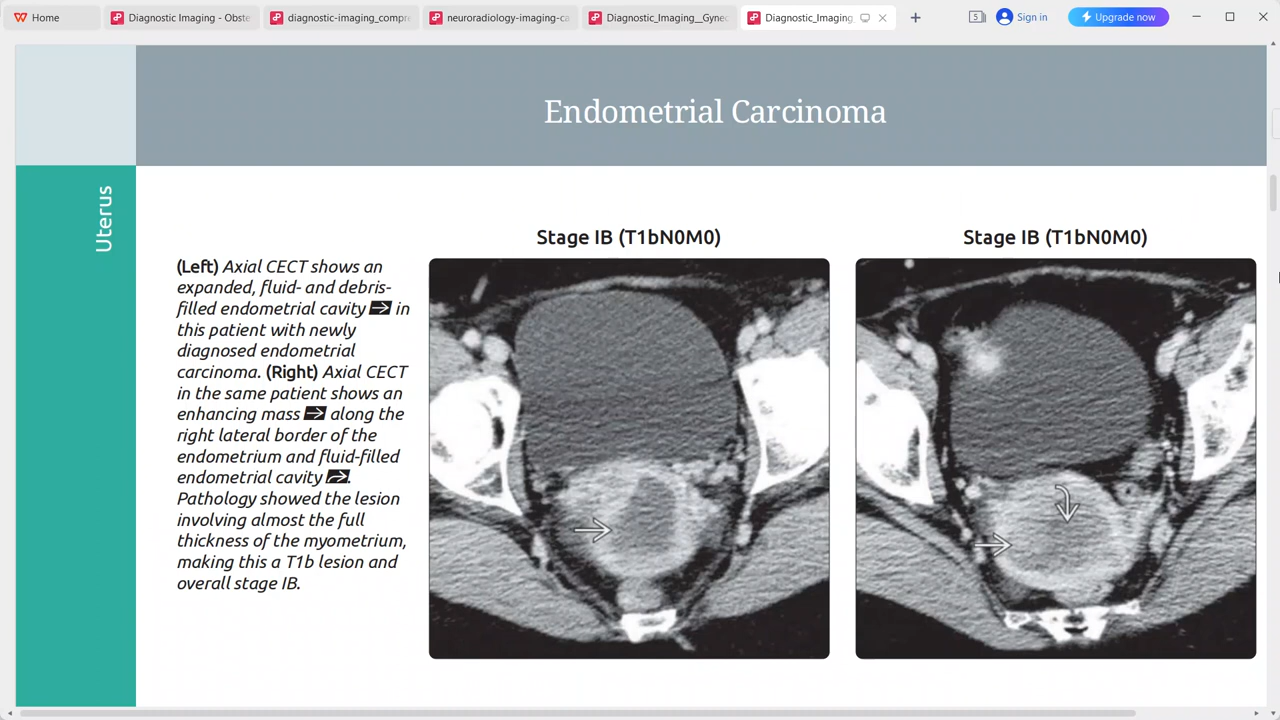 Home
Diagnostic Imaging - Obste
diagnostic-imaging_compre
neuroradiology-imaging-ca
Diagnostic_Imaging__Gynec
Diagnostic_Imaging_
5
Sign in
Upgrade now
Endometrial Carcinoma
Uterus
Stage IB (T1bN0M0)
Stage IB (T1bN0M0)
(Left) Axial CECT shows an
expanded, fluid- and debris-
filled endometrial cavity in
this patient with newly
diagnosed endometrial
carcinoma. (Right) Axial CECT
in the same patient shows an
enhancing mass along the
right lateral border of the
endometrium and fluid-filled
endometrial cavity .
Pathology showed the lesion
involving almost the full
thickness of the myometrium,
making this a T1b lesion and
overall stage IB.